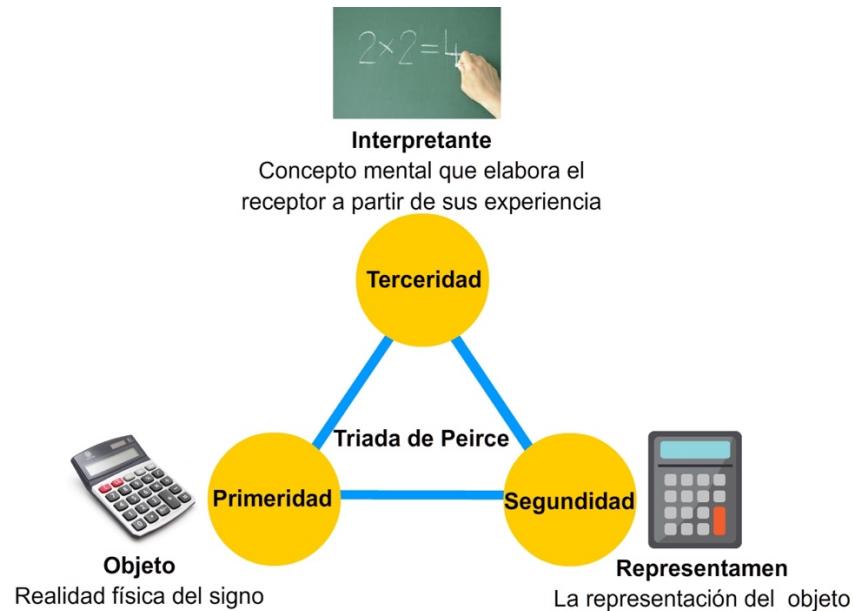 2×2=4
Interpretante
Concepto mental que elabora el
receptor a partir de sus experiencia
Terceridad
Triada de Peirce
Primeridad
Segundidad
Objeto
Realidad física del signo
Representamen
La representación del objeto